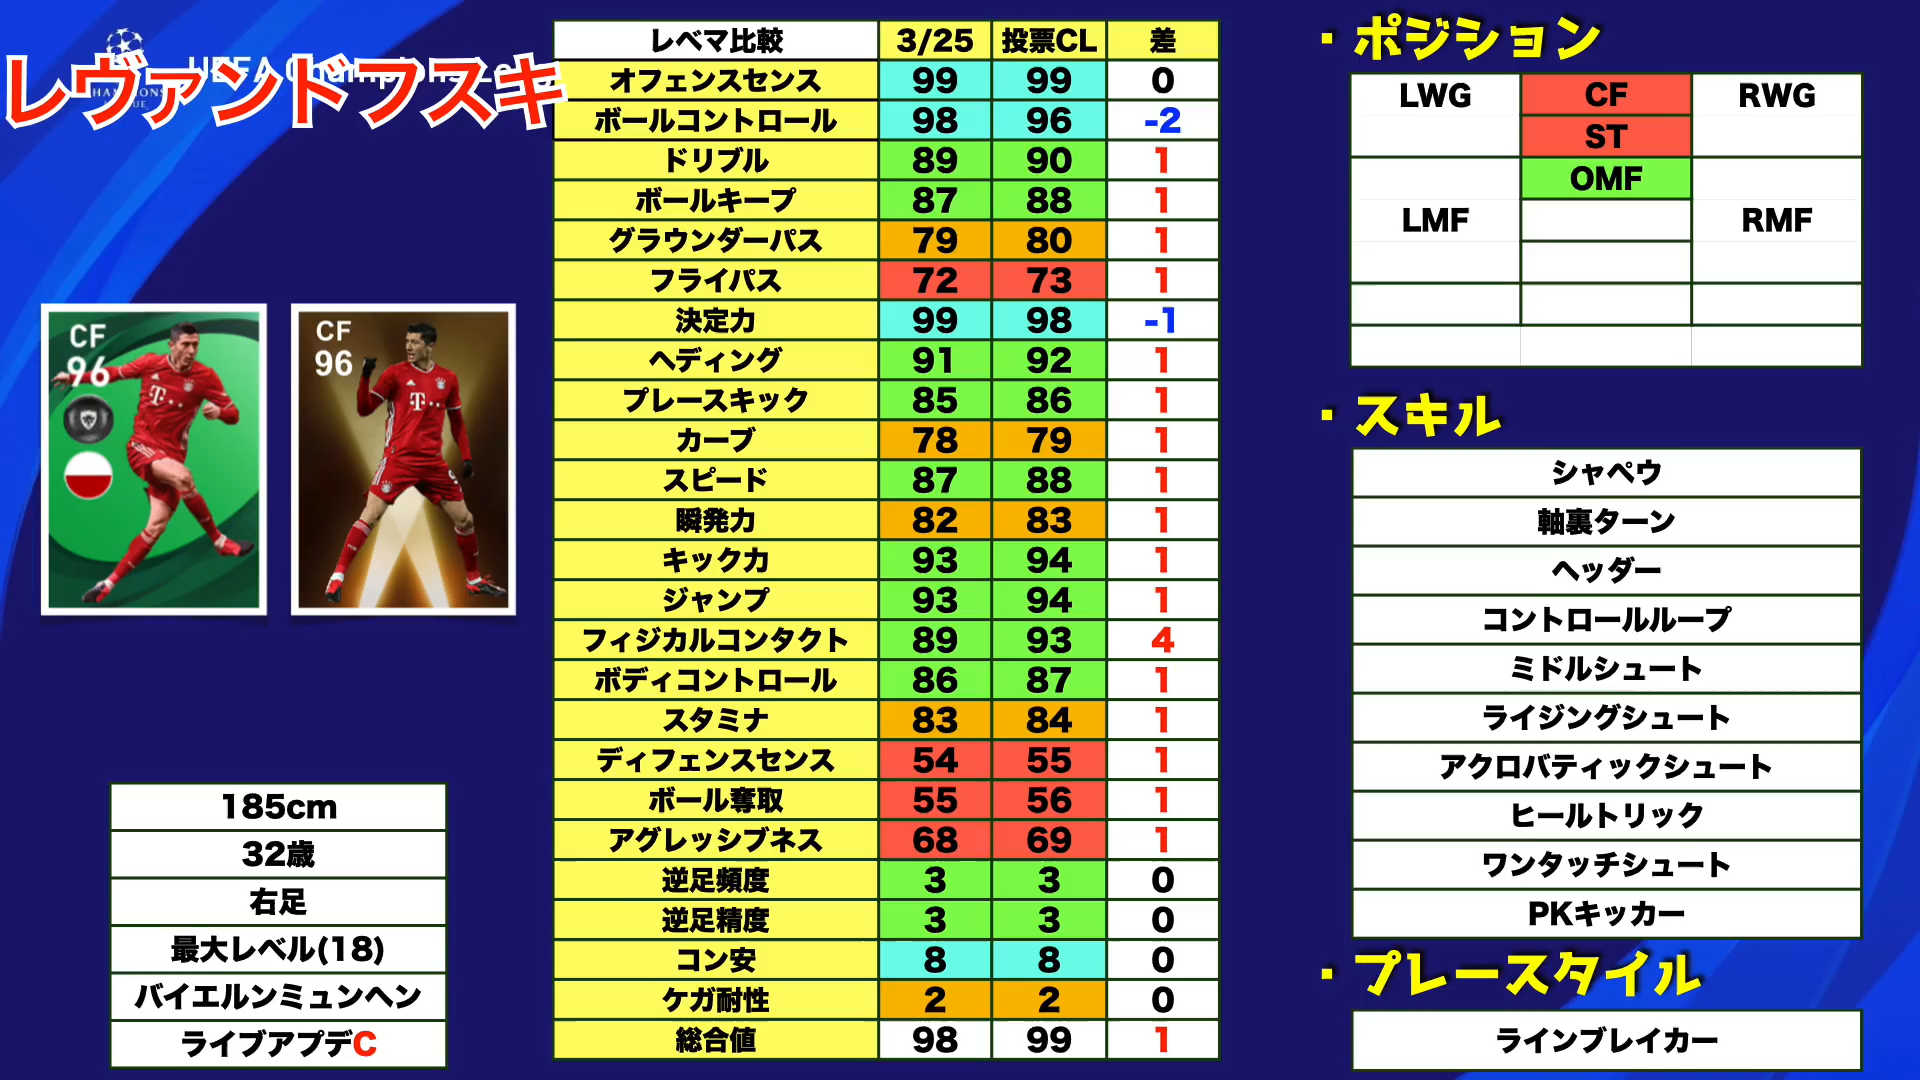 レヴァンドフスキ
UEFA Champions Le
CHAMPIONS
LEAGUE
CF
96
T
CF
96
T
185cm
32歳
右足
最大レベル(18)
バイエルンミュンヘン
ライブアプデC
レベマ比較 3/25 投票CL 差
オフェンスセンス 99 99 0
ボールコントロール 98 96 -2
ドリブル 89 90 1
ボールキープ 87 88 1
グラウンダーパス 79 80 1
フライパス 72 73 1
決定力 99 98 -1
ヘディング 91 92 1
プレースキック 85 86 1
カーブ 78 79 1
スピード 87 88 1
瞬発力 82 83 1
キック力 93 94 1
ジャンプ 93 94 1
フィジカルコンタクト 89 93 4
ボディコントロール 86 87 1
スタミナ 83 84 1
ディフェンスセンス 54 55 1
ボール奪取 55 56 1
アグレッシブネス 68 69 1
逆足頻度 3 3 0
逆足精度 3 3 0
コン安 8 8 0
ケガ耐性 2 2 0
総合値 98 99 1
・ポジション
LWG CF RWG
ST
OMF
LMF RMF
・スキル
シャペウ
軸裏ターン
ヘッダー
コントロールループ
ミドルシュート
ライジングシュート
アクロバティックシュート
ヒールトリック
ワンタッチシュート
PKキッカー
・プレースタイル
ラインブレイカー